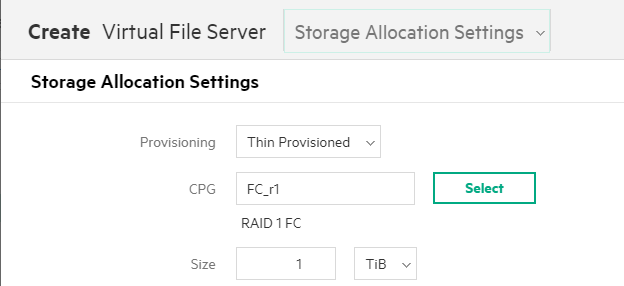 Create Virtual File Server Storage Allocation Settings
Storage Allocation Settings
Provisioning Thin Provisioned
CPG FC_r1 Select
RAID 1 FC
Size 1 TiB